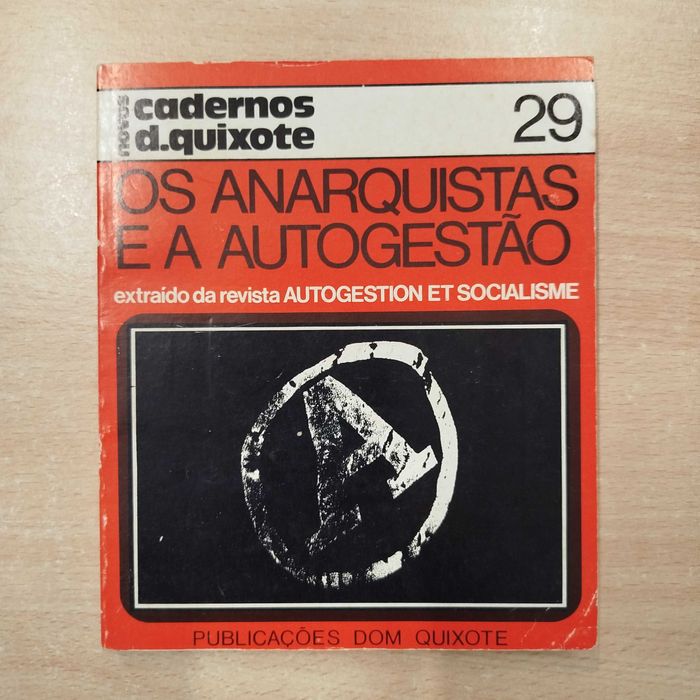 novos
cadernos
d.quixote
29
OS ANARQUISTAS
E A AUTOGESTÃO
extraído da revista AUTOGESTION ET SOCIALISME
A
PUBLICAÇÕES DOM QUIXOTE